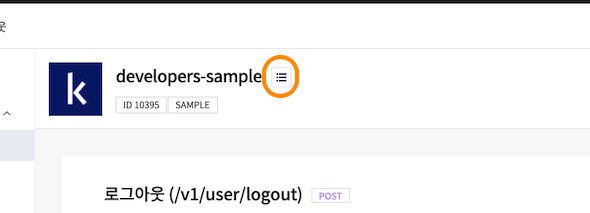 웃
developers-sample
k
ID 10395 SAMPLE
로그아웃 (/v1/user/logout) POST